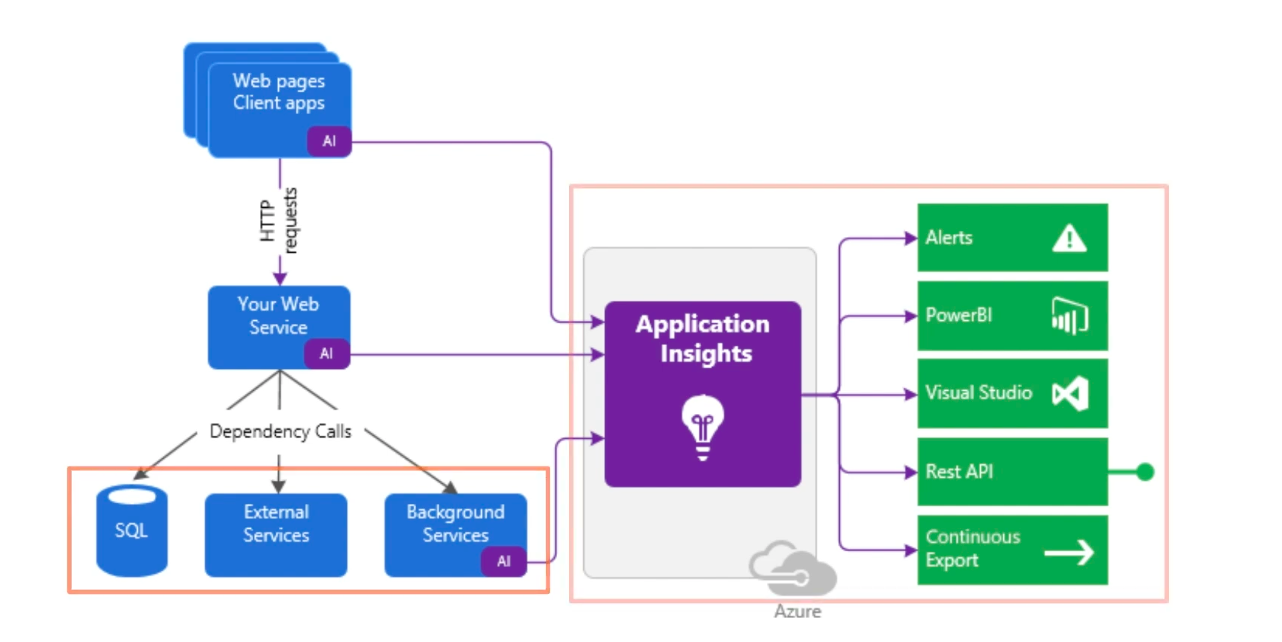 Web pages
Client apps
AI
HTTP
requests
Your Web
Service
AI
Dependency Calls
SQL
External
Services
Background
Services
AI
Application
Insights
Azure
Alerts
PowerBI
Visual Studio
Rest API
Continuous
Export